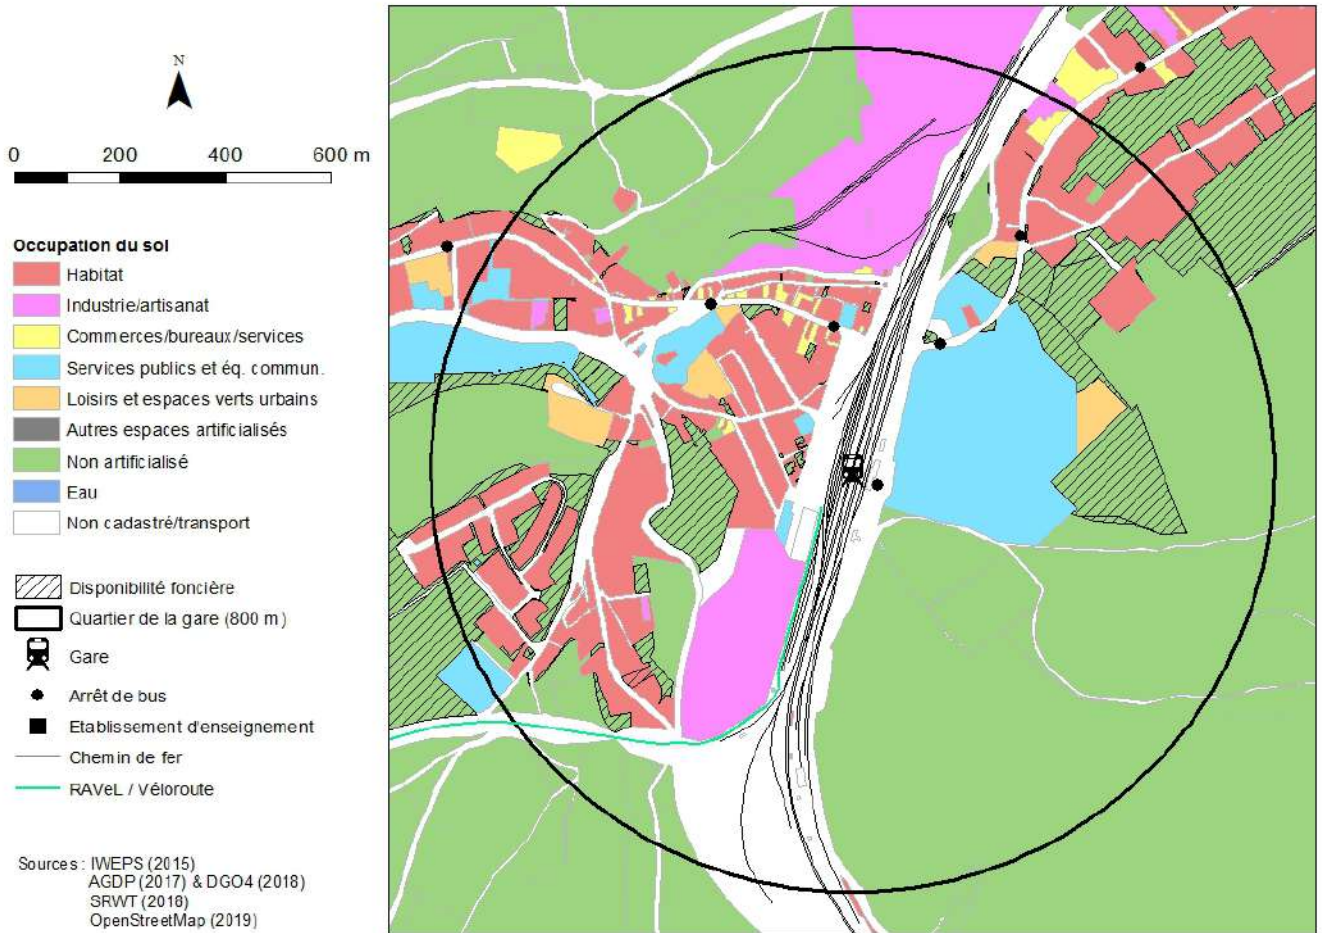 N
0 200 400 600 m
Occupation du sol
Habitat
Industrie/artisanat
Commerces/bureaux/services
Services publics et éq. commun.
Loisirs et espaces verts urbains
Autres espaces artificialisés
Non artificialisé
Eau
Non cadastré/transport
Disponibilité foncière
Quartier de la gare (800 m)
Gare
Arrêt de bus
Etablissement d'enseignement
Chemin de fer
RAVeL / Véloroute
Sources : IWEPS (2015)
AGDP (2017) & DGO4 (2018)
SRWT (2018)
OpenStreetMap (2019)